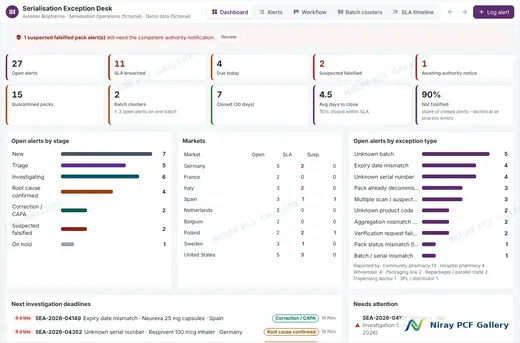 Serialisation Exception Desk
Aurelian Biopharma · Serialisation Operations (fictional) · Demo data (fictional)
Dashboard
Alerts
Workflow
Batch clusters
SLA timeline
+ Log alert
1 suspected falsified pack alert(s) still need the competent authority notification.
Review
27
Open alerts
11
SLA breached
4
Due today
2
Suspected falsified
1
Awaiting authority notice
15
Quarantined packs
2
Batch clusters
≥ 3 open alerts on one batch
7
Closed (30 days)
4.5
Avg days to close
70% closed within SLA
90%
Not falsified
share of closed alerts – technical or process errors
Open alerts by stage
New 7
Triage 5
Investigating 6
Root cause confirmed 4
Correction / CAPA 2
Suspected falsified 2
On hold 1
Markets
Market Open SLA Susp.
Germany 5 2 0
France 2 0 0
Italy 3 2 0
Spain 3 1 1
Netherlands 2 0 0
Belgium 2 0 0
Poland 2 2 0
Sweden 3 1 0
United States 5 3 0
Open alerts by exception type
Unknown batch 5
Expiry date mismatch 4
Unknown serial number 4
Pack already decommis... 3
Multiple scan / suspect... 3
Unknown product code 2
Aggregation mismatch 2
Verification request fail... 2
Pack status mismatch (i... 1
Batch / serial mismatch 1
Reported by: Community pharmacy 13 · Hospital pharmacy 4 ·
Wholesaler 4 · Packaging line 2 · Repackager / parallel trade 2
Dispensing doctor 1 · 3PL / distributor 1
Next investigation deadlines
SEA-2026-04149 Expiry date mismatch · Neurexa 25 mg capsules · Spain
Correction / CAPA
18 Nov
SEA-2026-04352 Unknown serial number · Respivent 100 mcg inhaler · Germany
Root cause confirmed
18 Nov
Needs attention
2026)
Niray PCF Gallery